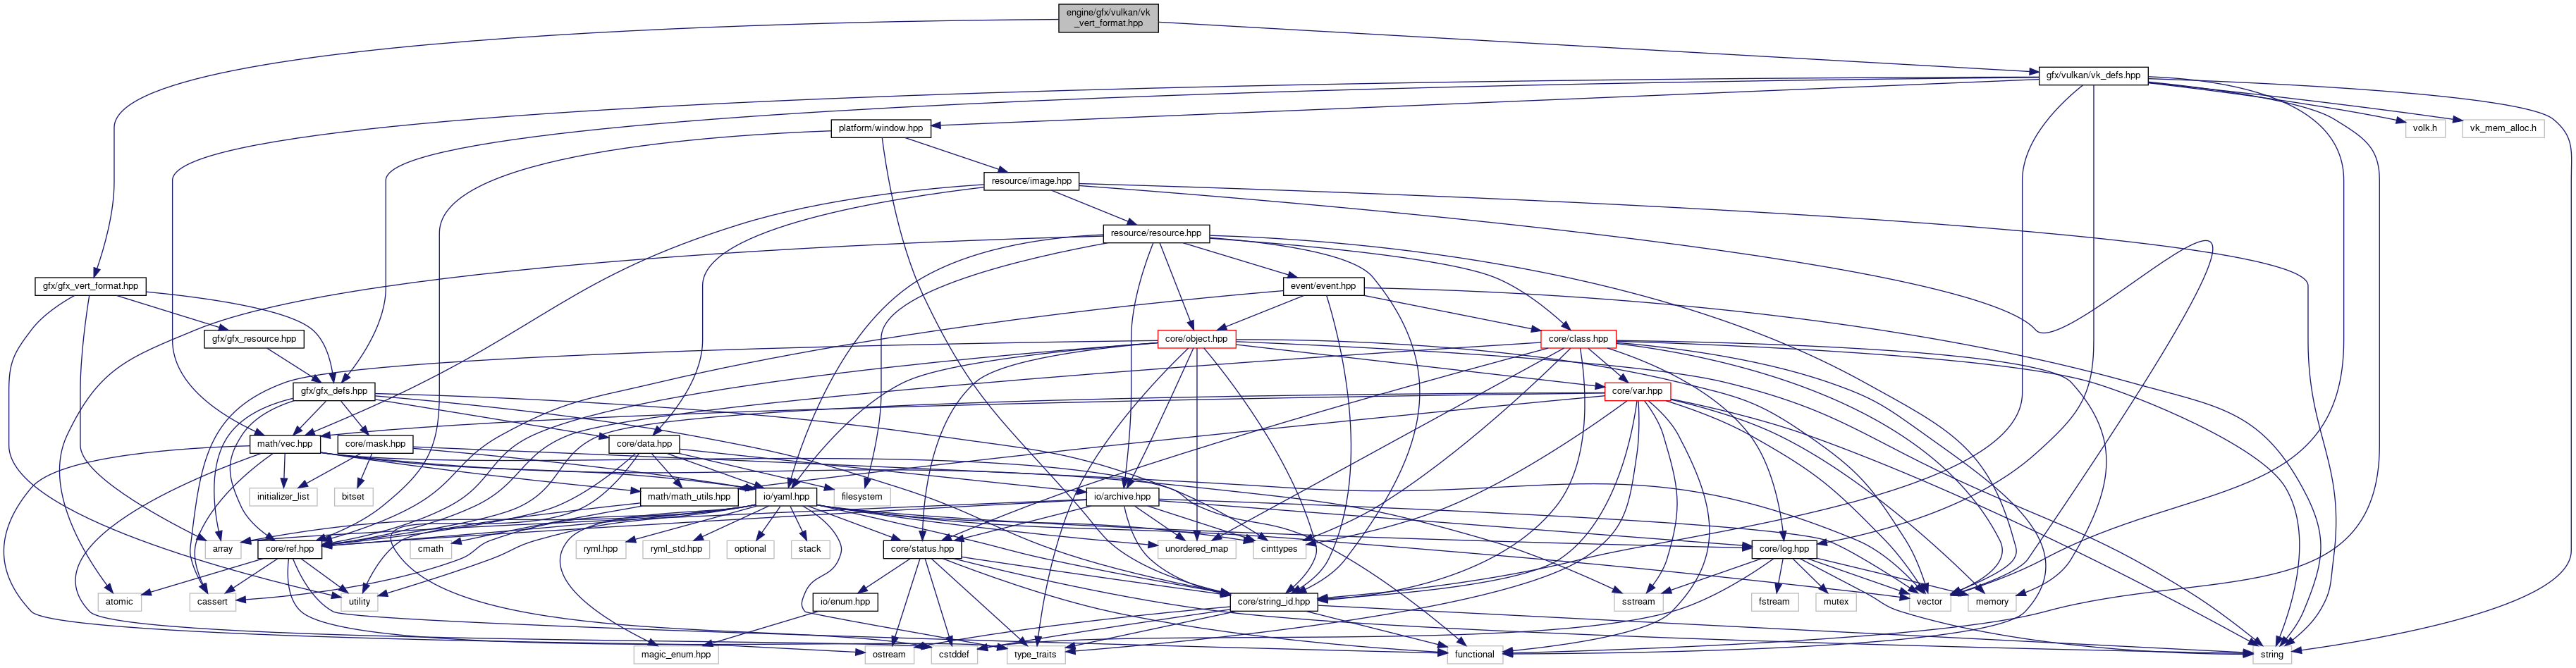 engine/gfx/vulkan/vk
_vert_format.hpp
gfx/vulkan/vk_defs.hpp
platform/window.hpp
volk.h
vk_mem_alloc.h
resource/image.hpp
resource/resource.hpp
gfx/gfx_vert_format.hpp
event/event.hpp
gfx/gfx_resource.hpp
core/object.hpp
core/class.hpp
gfx/gfx_defs.hpp
core/var.hpp
math/vec.hpp
core/mask.hpp
core/data.hpp
initializer_list
bitset
math/math_utils.hpp
io/yaml.hpp
filesystem
io/archive.hpp
array
core/ref.hpp
cmath
ryml.hpp
ryml_std.hpp
optional
stack
core/status.hpp
unordered_map
cinttypes
core/log.hpp
atomic
cassert
utility
io/enum.hpp
core/string_id.hpp
sstream
fstream
mutex
vector
memory
magic_enum.hpp
ostream
cstddef
type_traits
functional
string